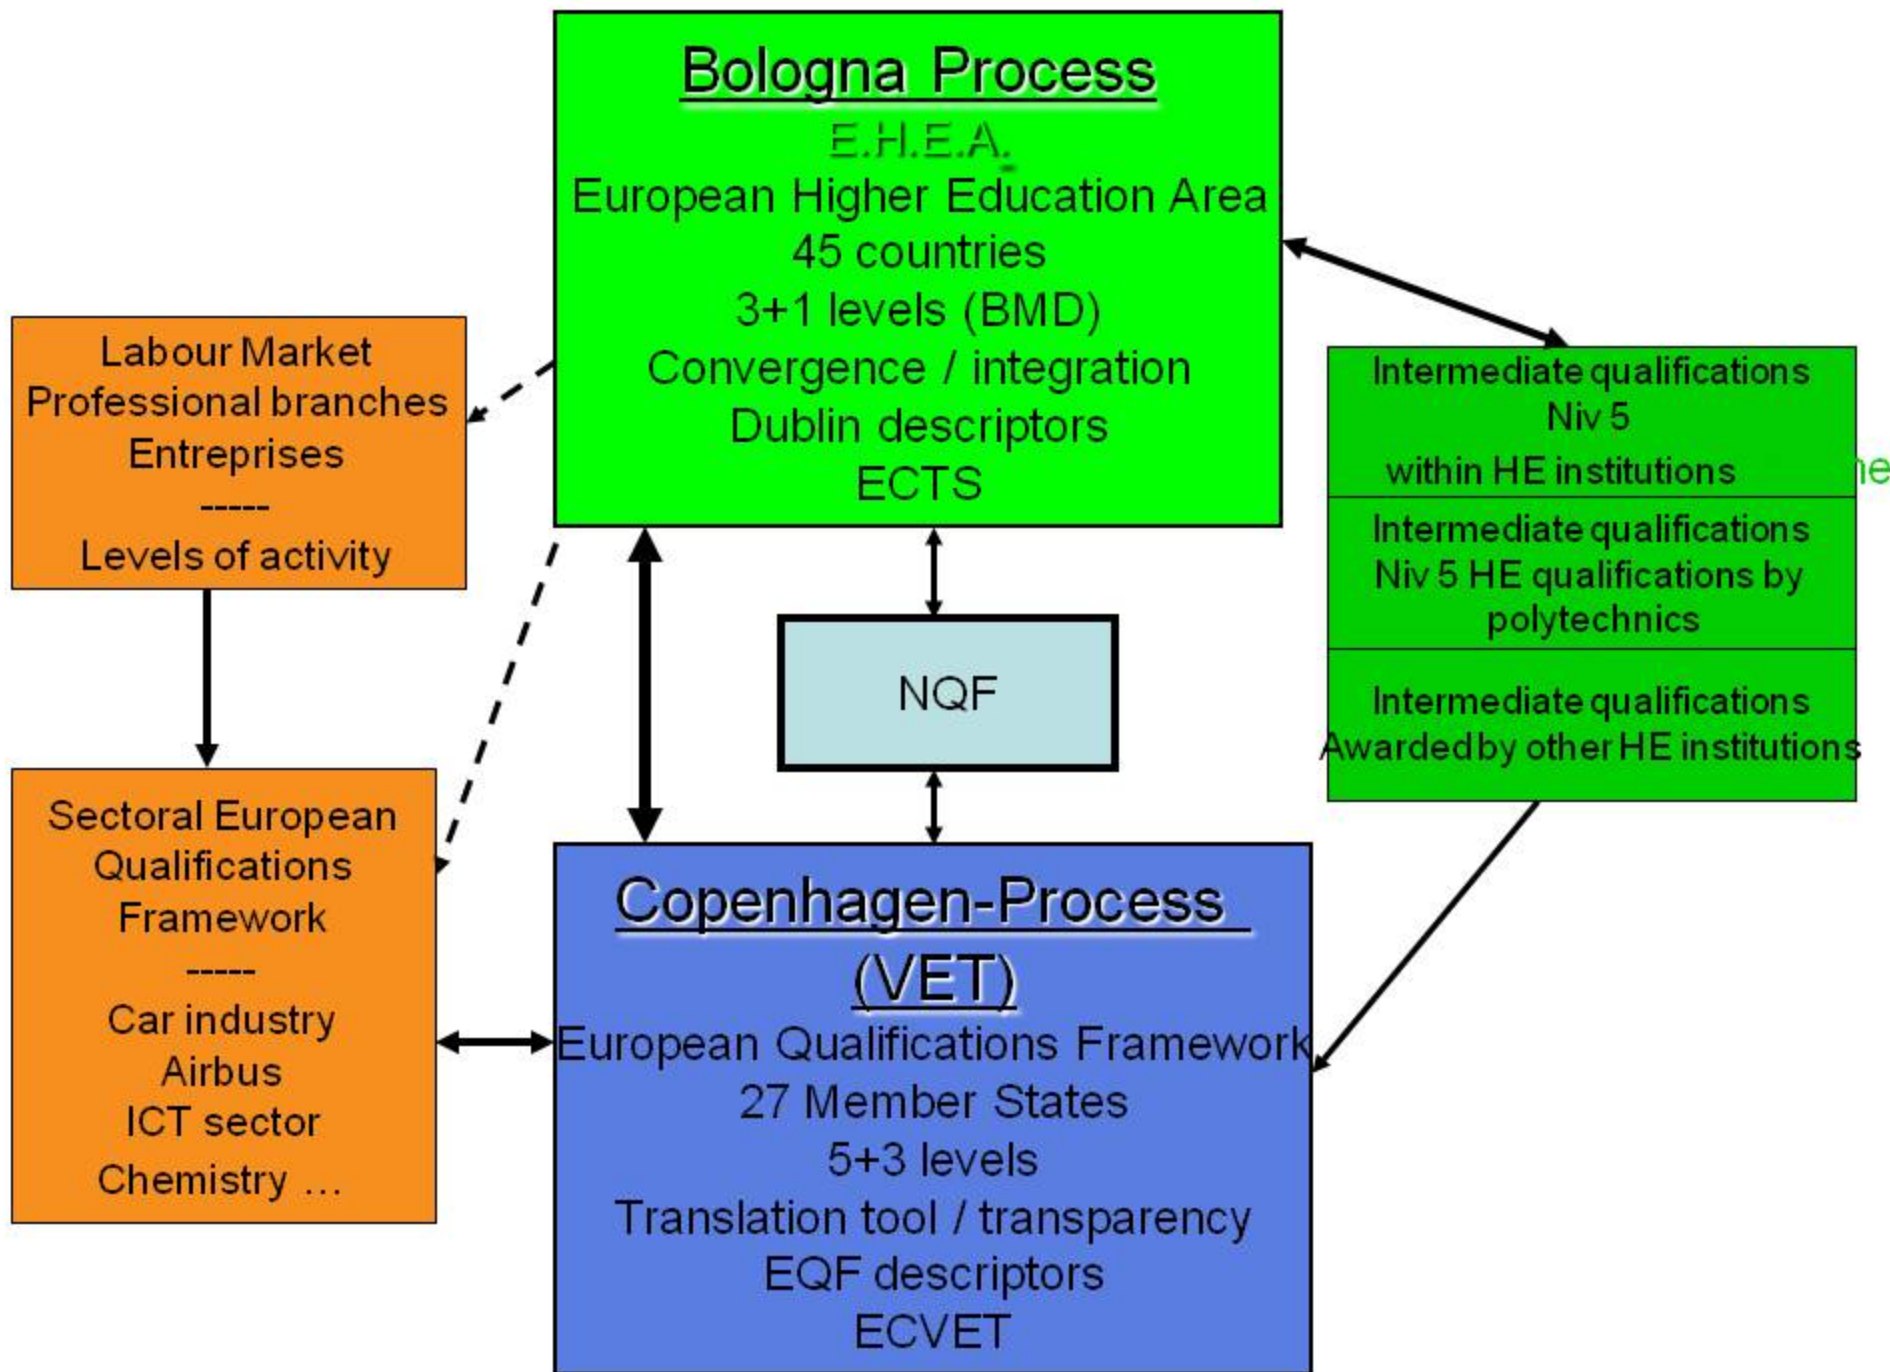 Bologna Process
E.H.E.A.
European Higher Education Area
45 countries
3+1 levels (BMD)
Convergence / integration
Dublin descriptors
ECTS
Labour Market
Professional branches
Entreprises
-----
Levels of activity
Intermediate qualifications
Niv 5
within HE institutions
Intermediate qualifications
Niv 5 HE qualifications by
polytechnics
Intermediate qualifications
Awarded by other HE institutions
NQF
Sectoral European
Qualifications
Framework
-----
Car industry
Airbus
ICT sector
Chemistry …
Copenhagen-Process
(VET)
European Qualifications Framework
27 Member States
5+3 levels
Translation tool / transparency
EQF descriptors
ECVET